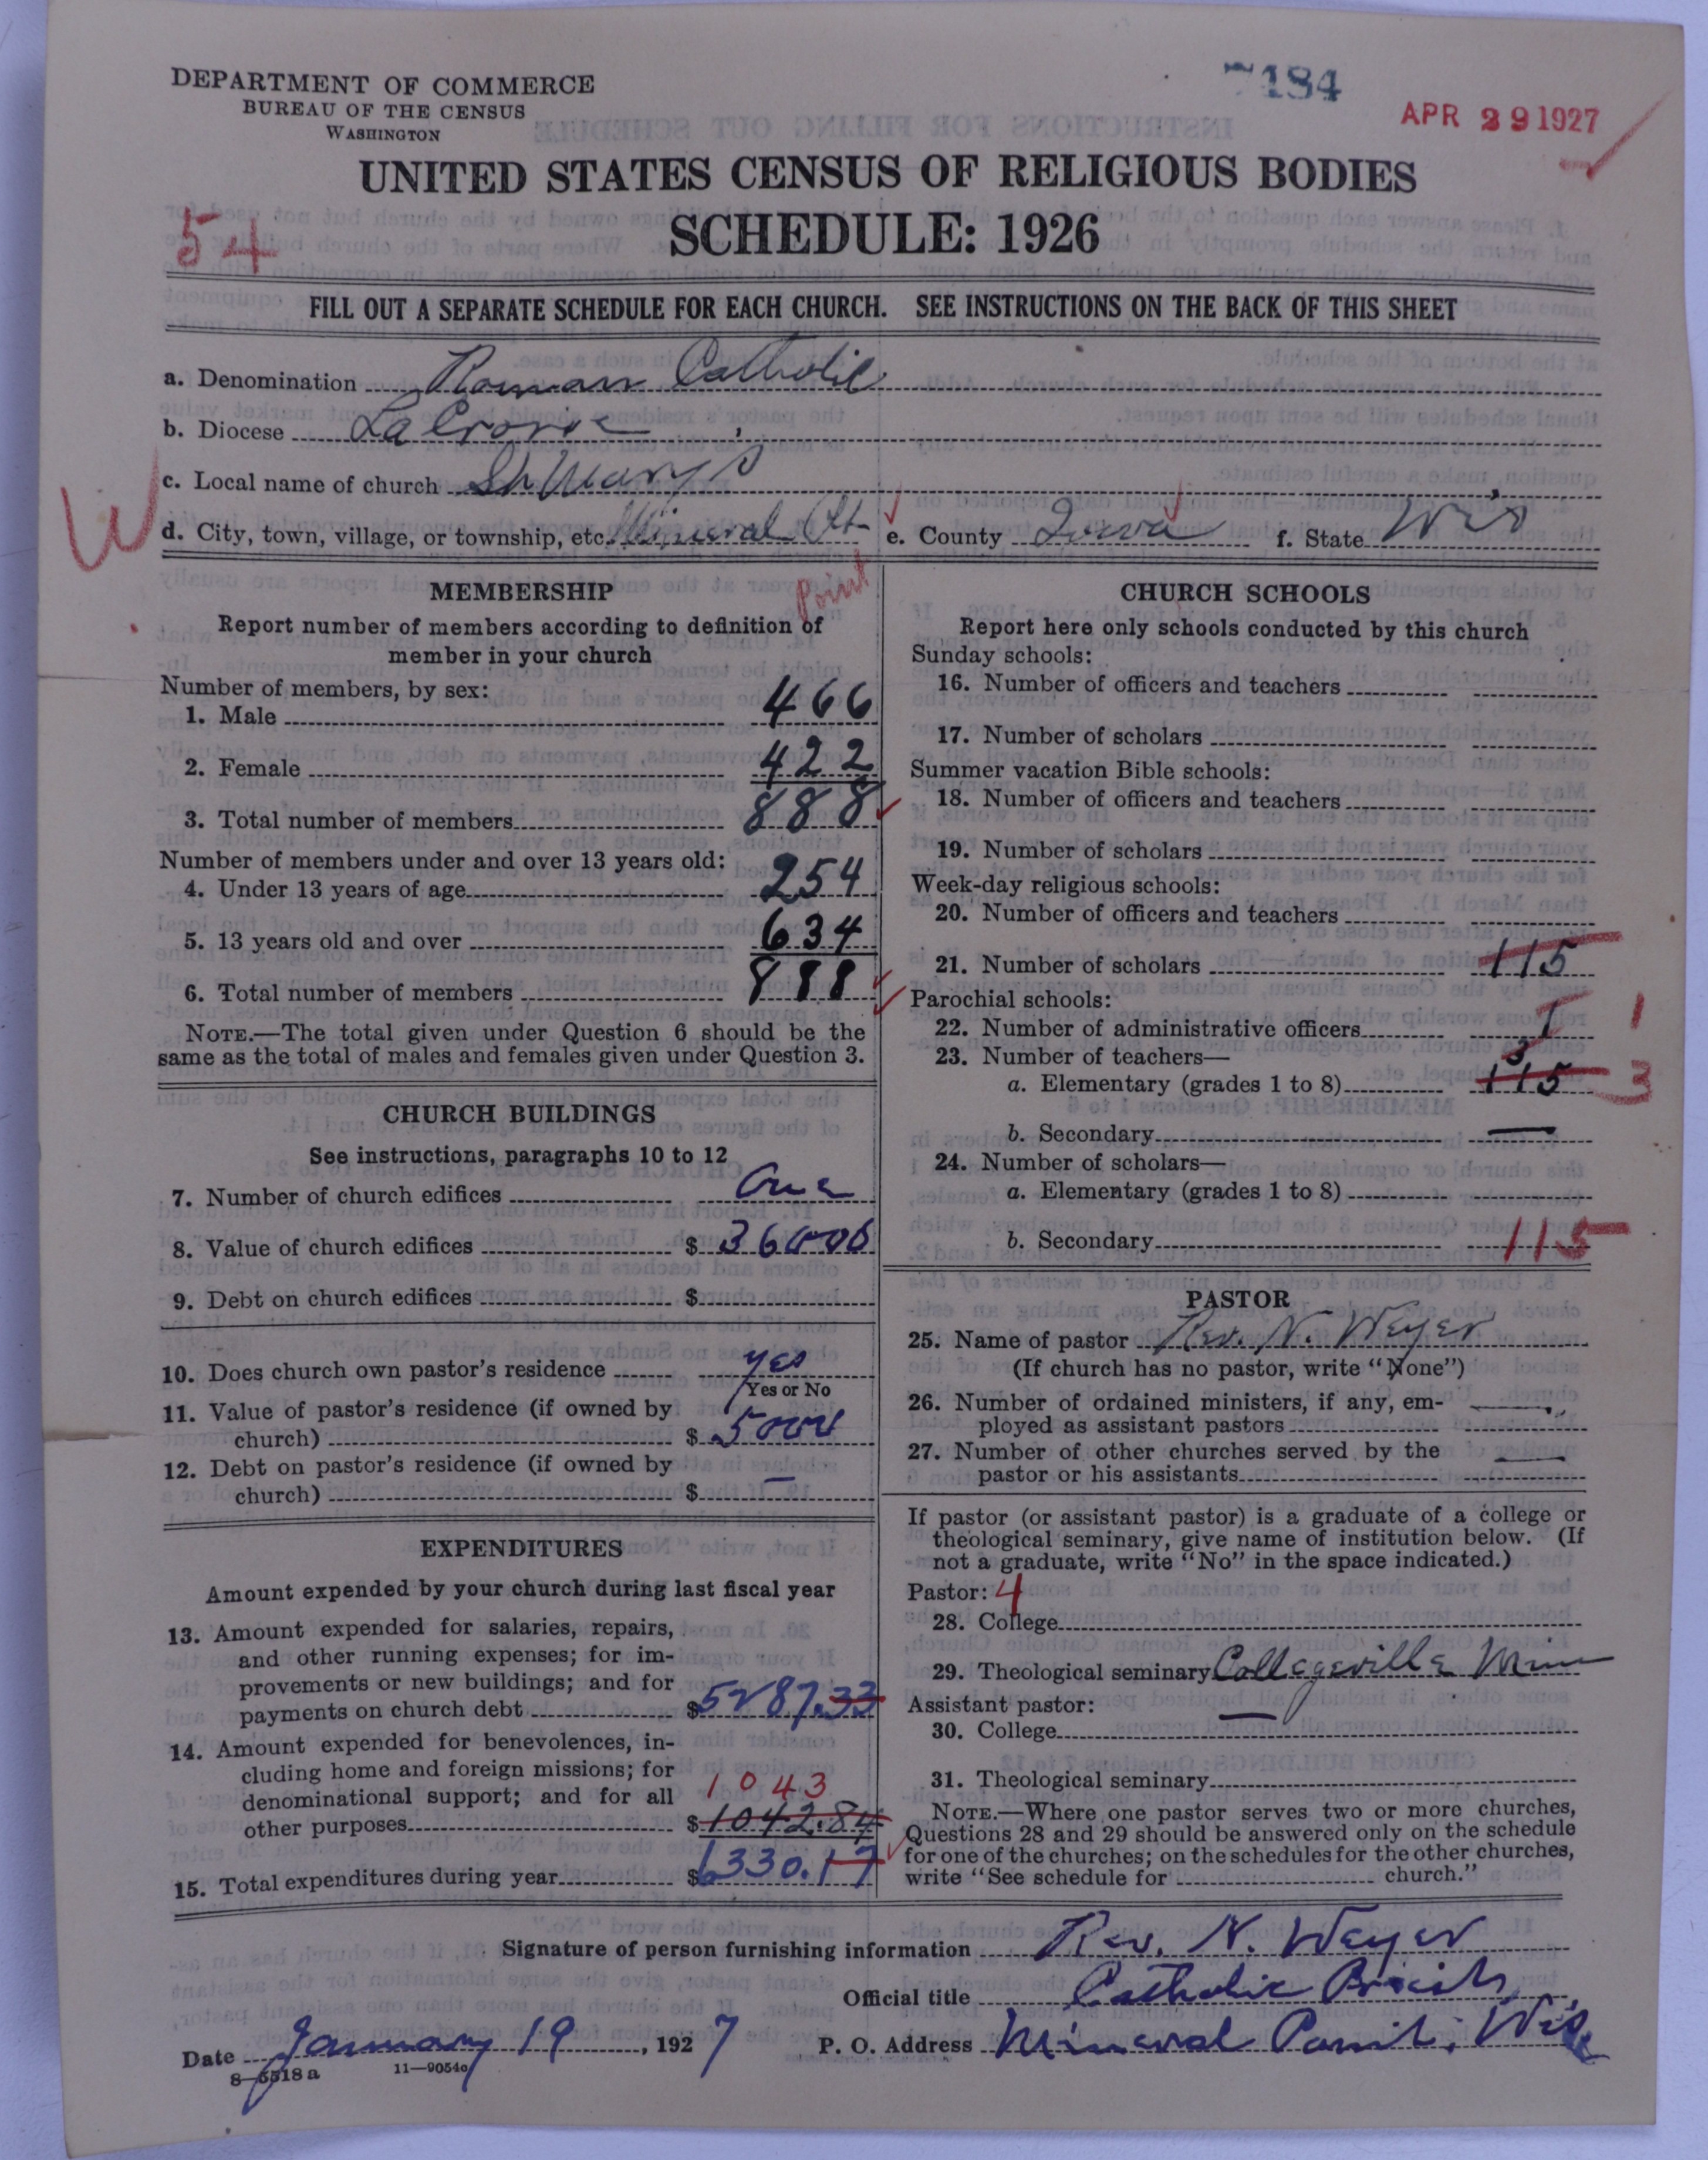 DEPARTMENT OF COMMERCE
BUREAU OF THE CENSUS
WASHINGTON
7184
APR 29 1927
UNITED STATES CENSUS OF RELIGIOUS BODIES
SCHEDULE: 1926
54
FILL OUT A SEPARATE SCHEDULE FOR EACH CHURCH. SEE INSTRUCTIONS ON THE BACK OF THIS SHEET
a. Denomination Roman Catholic
b. Diocese La Crosse
c. Local name of church St Mary's
W
d. City, town, village, or township, etc. Mineral Pt. e. County Iowa f. State Wis
Point
MEMBERSHIP
Report number of members according to definition of
member in your church
Number of members, by sex:
1. Male 466
2. Female 422
3. Total number of members 888
Number of members under and over 13 years old:
4. Under 13 years of age 254
5. 13 years old and over 634
6. Total number of members 888
NOTE.—The total given under Question 6 should be the
same as the total of males and females given under Question 3.
CHURCH BUILDINGS
See instructions, paragraphs 10 to 12
7. Number of church edifices One
8. Value of church edifices $ 36000
9. Debt on church edifices $
10. Does church own pastor's residence yes
Yes or No
11. Value of pastor's residence (if owned by
church) $ 5000
12. Debt on pastor's residence (if owned by
church) $ —
EXPENDITURES
Amount expended by your church during last fiscal year
13. Amount expended for salaries, repairs,
and other running expenses; for im-
provements or new buildings; and for
payments on church debt $ 5287.33
14. Amount expended for benevolences, in-
cluding home and foreign missions; for
denominational support; and for all 1043
other purposes $ 1042.84
15. Total expenditures during year $ 6330.17
CHURCH SCHOOLS
Report here only schools conducted by this church
Sunday schools:
16. Number of officers and teachers
17. Number of scholars
Summer vacation Bible schools:
18. Number of officers and teachers
19. Number of scholars
Week-day religious schools:
20. Number of officers and teachers
21. Number of scholars 115
Parochial schools:
22. Number of administrative officers 1 1
23. Number of teachers— 3
a. Elementary (grades 1 to 8) 115 3
b. Secondary —
24. Number of scholars—
a. Elementary (grades 1 to 8)
b. Secondary 115
PASTOR
25. Name of pastor Rev. N. Weyer
(If church has no pastor, write "None")
26. Number of ordained ministers, if any, em-
ployed as assistant pastors —
27. Number of other churches served by the
pastor or his assistants —
If pastor (or assistant pastor) is a graduate of a college or
theological seminary, give name of institution below. (If
not a graduate, write "No" in the space indicated.)
Pastor: 4
28. College
29. Theological seminary Collegeville Minn
Assistant pastor:
30. College —
31. Theological seminary
NOTE.—Where one pastor serves two or more churches,
Questions 28 and 29 should be answered only on the schedule
for one of the churches; on the schedules for the other churches,
write "See schedule for church."
Signature of person furnishing information Rev. N. Weyer
Official title Catholic Priest
Date January 19, 1927 P. O. Address Mineral Point, Wis.
8—5518 a 11—9054o